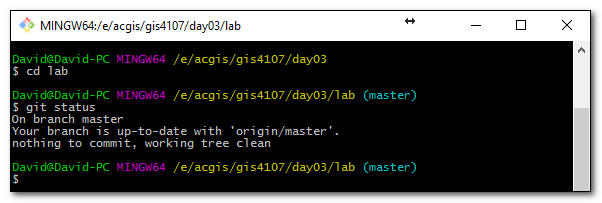 MINGW64:/e/acgis/gis4107/day03/lab
David@David-PC MINGW64 /e/acgis/gis4107/day03
$ cd lab
David@David-PC MINGW64 /e/acgis/gis4107/day03/lab (master)
$ git status
On branch master
Your branch is up-to-date with 'origin/master'.
nothing to commit, working tree clean
David@David-PC MINGW64 /e/acgis/gis4107/day03/lab (master)
$